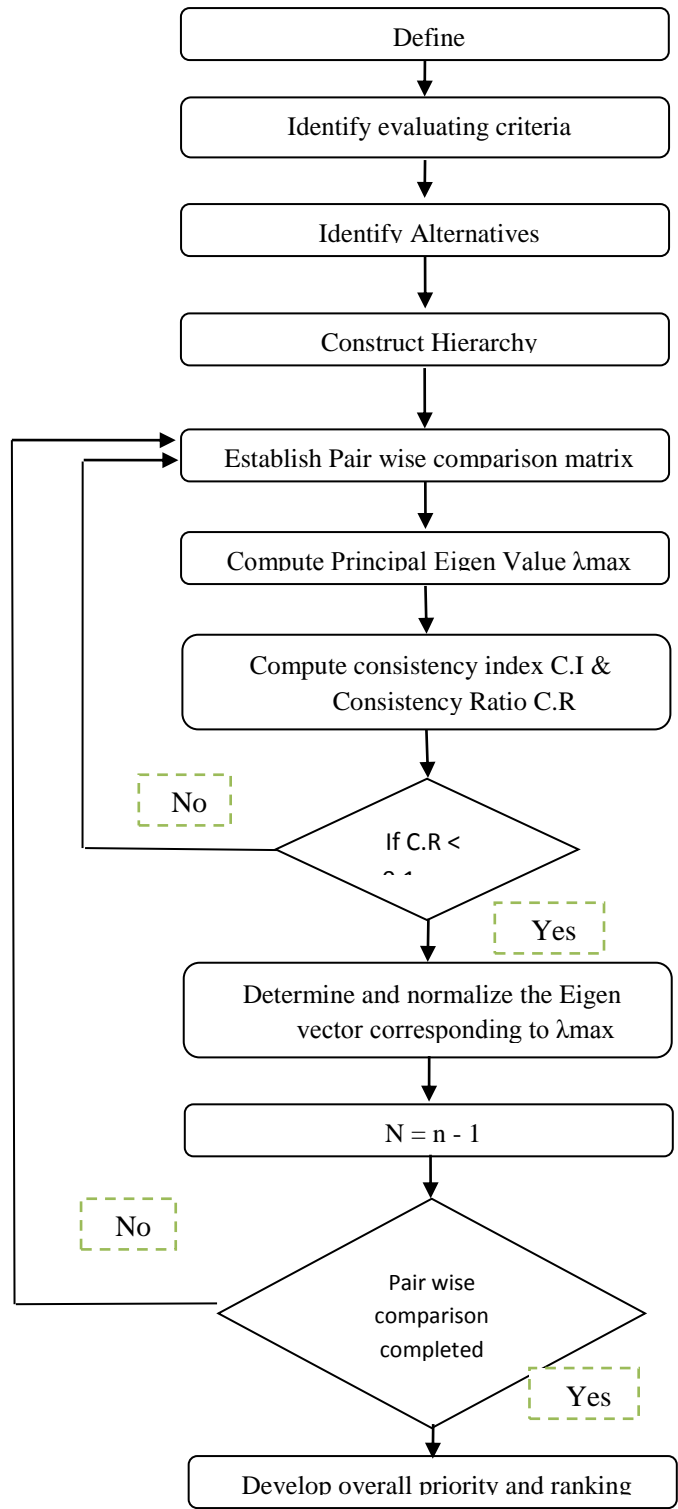 Define
Identify evaluating criteria
Identify Alternatives
Construct Hierarchy
Establish Pair wise comparison matrix
Compute Principal Eigen Value λmax
Compute consistency index C.I &
Consistency Ratio C.R
No
If C.R <
Yes
Determine and normalize the Eigen
vector corresponding to λmax
N = n - 1
No
Pair wise
comparison
completed
Yes
Develop overall priority and ranking